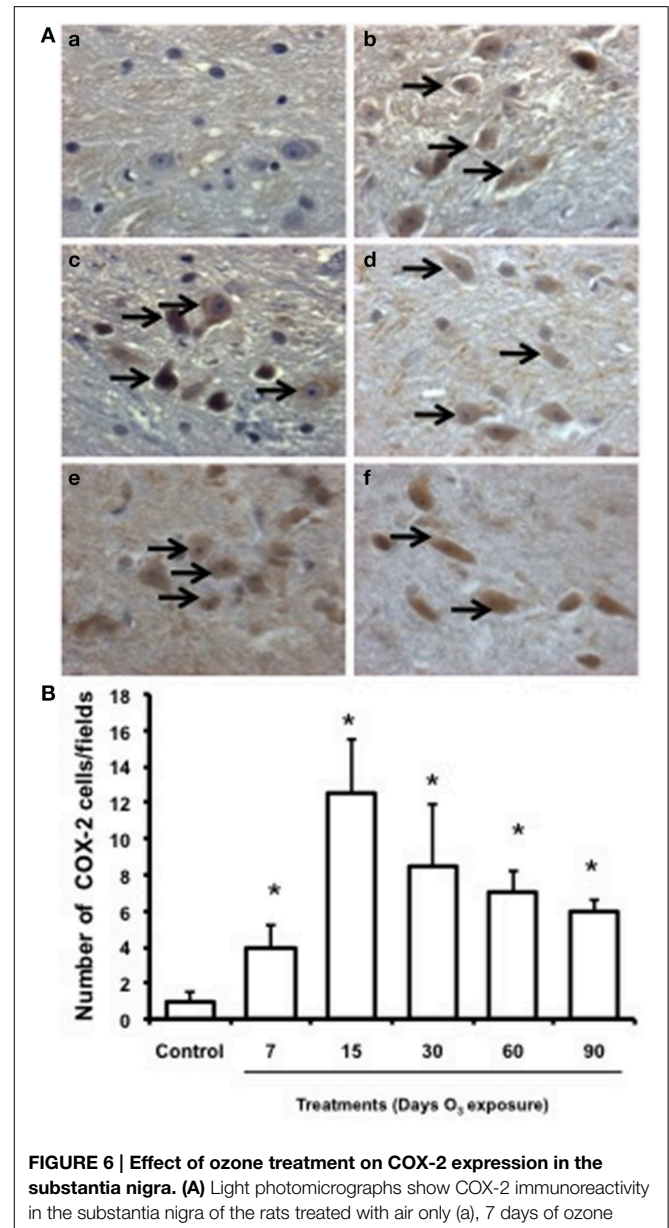 A
a
b
c
d
e
f
B
Number of COX-2 cells/fields
18
16
14
12
10
8
6
4
2
0
*
*
*
*
*
Control 7 15 30 60 90
Treatments (Days O₃ exposure)
FIGURE 6 | Effect of ozone treatment on COX-2 expression in the
substantia nigra. (A) Light photomicrographs show COX-2 immunoreactivity
in the substantia nigra of the rats treated with air only (a), 7 days of ozone